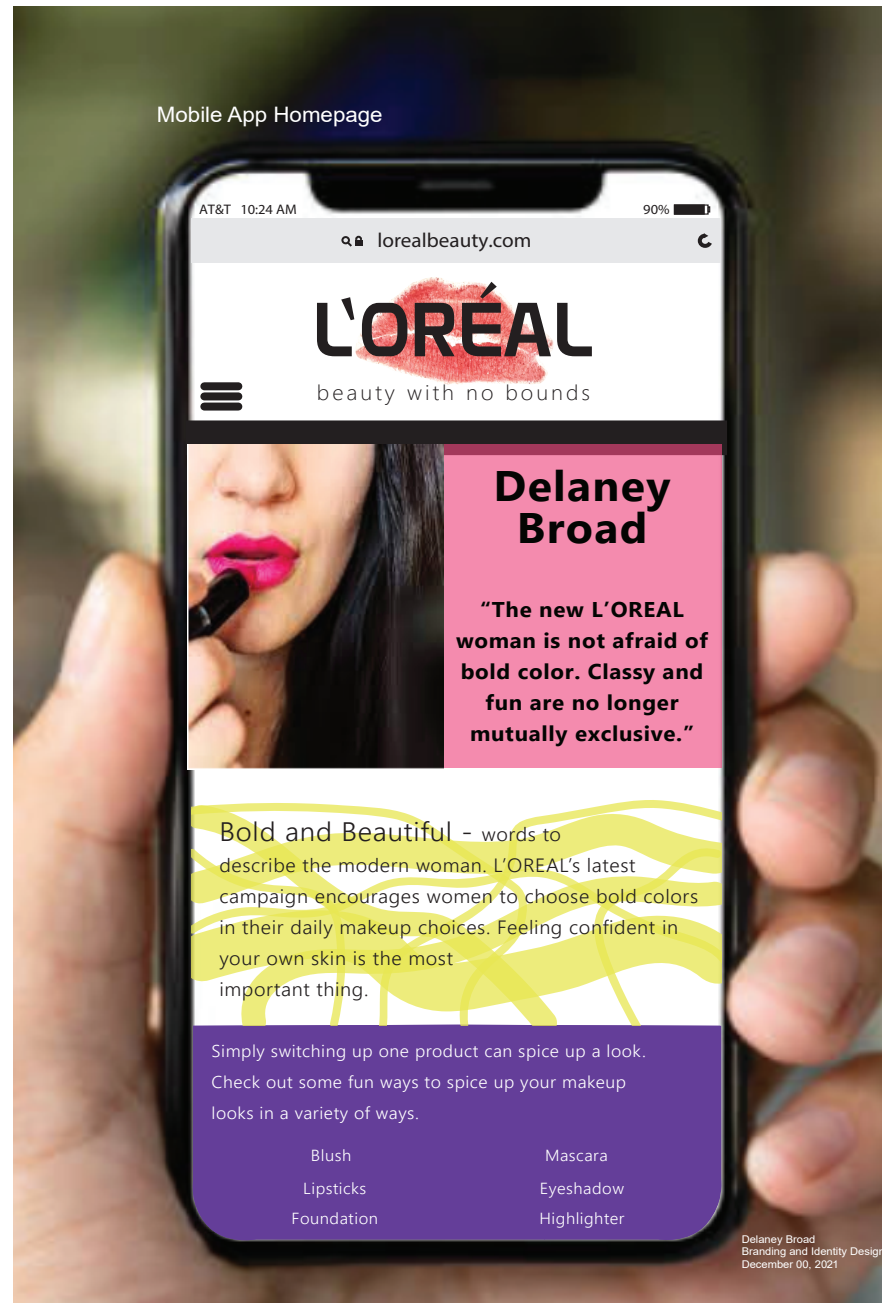 Mobile App Homepage
AT&T 10:24 AM
90%
lorealbeauty.com
L'ORÉAL
beauty with no bounds
Delaney
Broad
“The new L’OREAL
woman is not afraid of
bold color. Classy and
fun are no longer
mutually exclusive.”
Bold and Beautiful - words to
describe the modern woman. L’OREAL’s latest
campaign encourages women to choose bold colors
in their daily makeup choices. Feeling confident in
your own skin is the most
important thing.
Simply switching up one product can spice up a look.
Check out some fun ways to spice up your makeup
looks in a variety of ways.
Blush Mascara
Lipsticks Eyeshadow
Foundation Highlighter
Delaney Broad
Branding and Identity Design
December 00, 2021